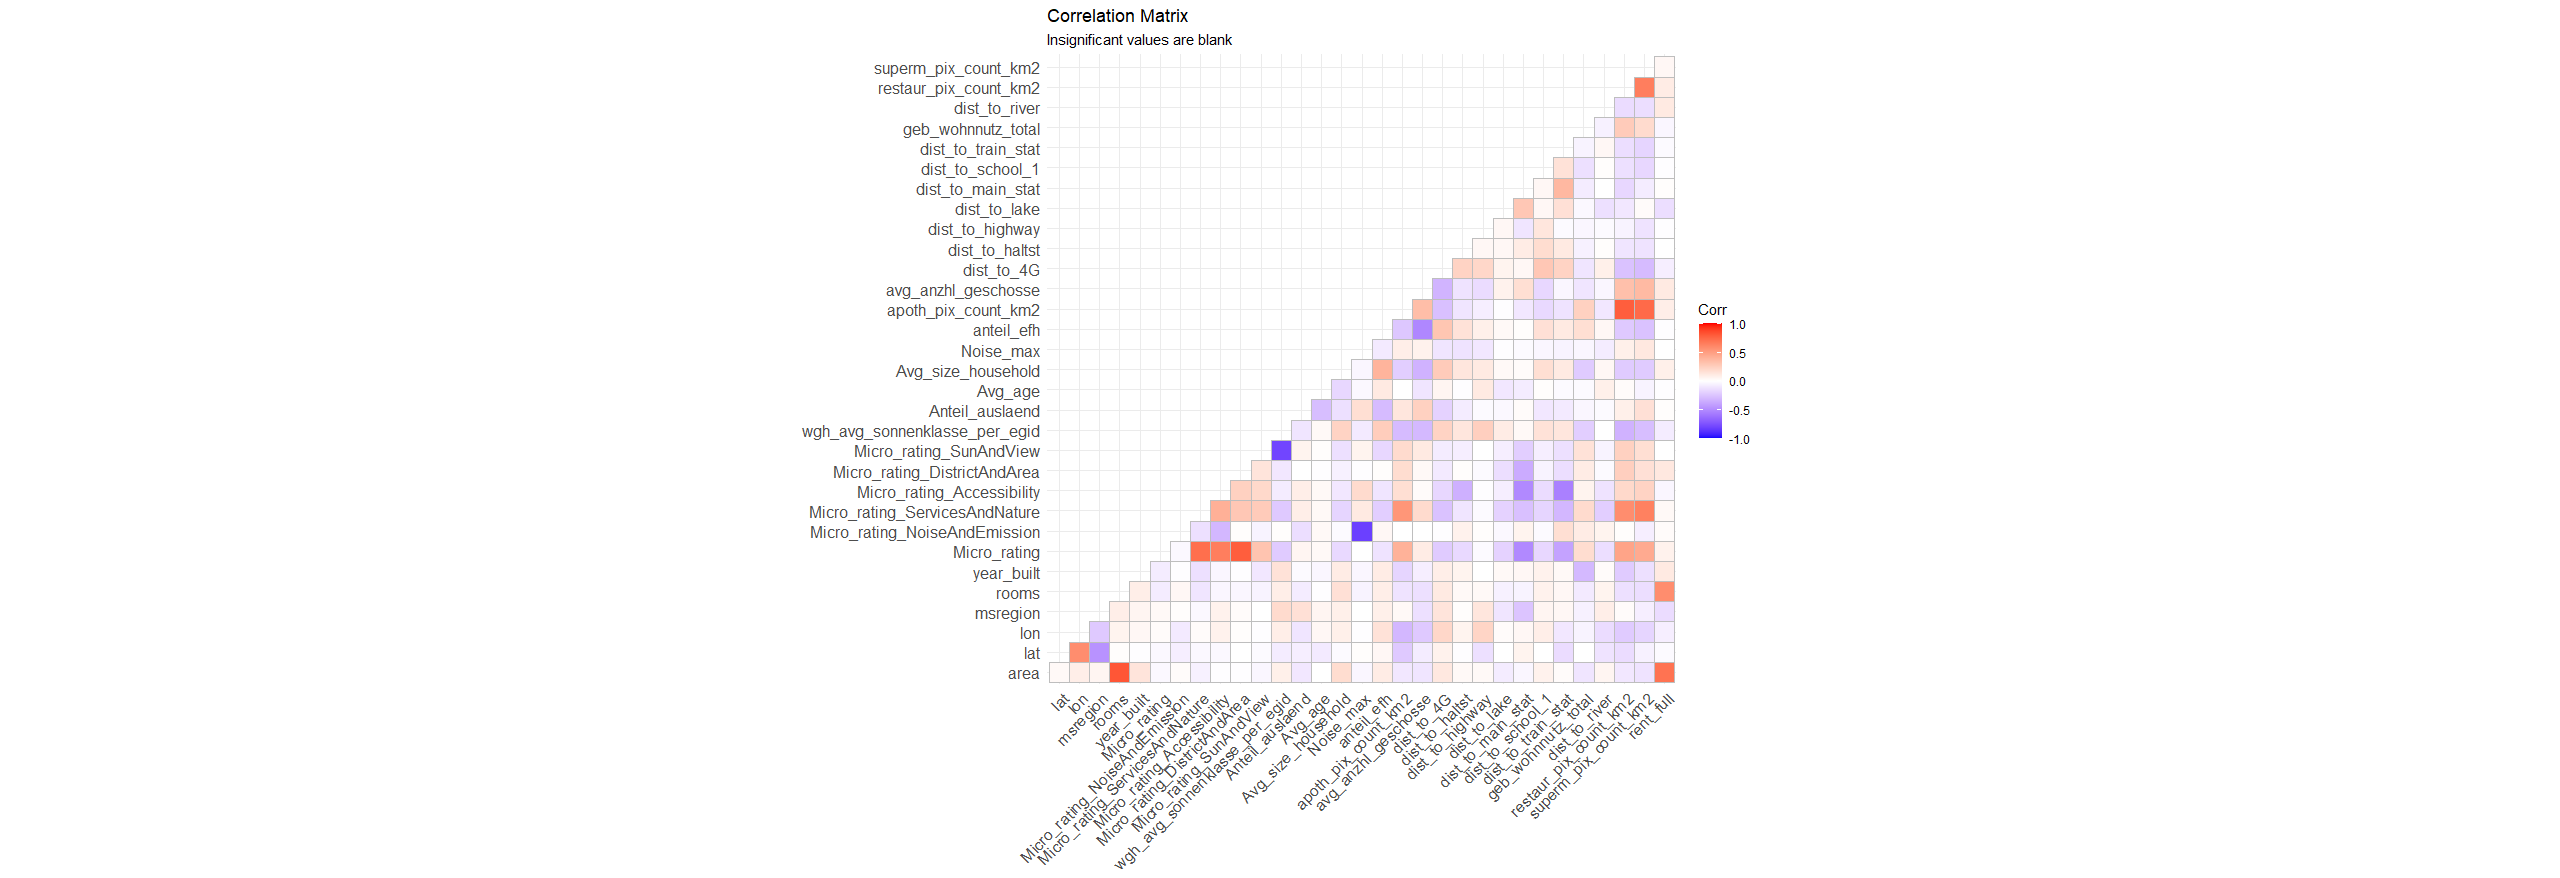 Correlation Matrix
Insignificant values are blank
superm_pix_count_km2
restaur_pix_count_km2
dist_to_river
geb_wohnnutz_total
dist_to_train_stat
dist_to_school_1
dist_to_main_stat
dist_to_lake
dist_to_highway
dist_to_haltst
dist_to_4G
avg_anzhl_geschosse
apoth_pix_count_km2
anteil_efh
Noise_max
Avg_size_household
Avg_age
Anteil_auslaend
wgh_avg_sonnenklasse_per_egid
Micro_rating_SunAndView
Micro_rating_DistrictAndArea
Micro_rating_Accessibility
Micro_rating_ServicesAndNature
Micro_rating_NoiseAndEmission
Micro_rating
year_built
rooms
msregion
lon
lat
area
lat
lon
msregion
rooms
year_built
Micro_rating
Micro_rating_NoiseAndEmission
Micro_rating_ServicesAndNature
Micro_rating_Accessibility
Micro_rating_DistrictAndArea
Micro_rating_SunAndView
wgh_avg_sonnenklasse_per_egid
Anteil_auslaend
Avg_age
Avg_size_household
Noise_max
anteil_efh
apoth_pix_count_km2
avg_anzhl_geschosse
dist_to_4G
dist_to_haltst
dist_to_highway
dist_to_lake
dist_to_main_stat
dist_to_school_1
dist_to_train_stat
geb_wohnnutz_total
dist_to_river
restaur_pix_count_km2
superm_pix_count_km2
rent_full
Corr
1.0
0.5
0.0
-0.5
-1.0